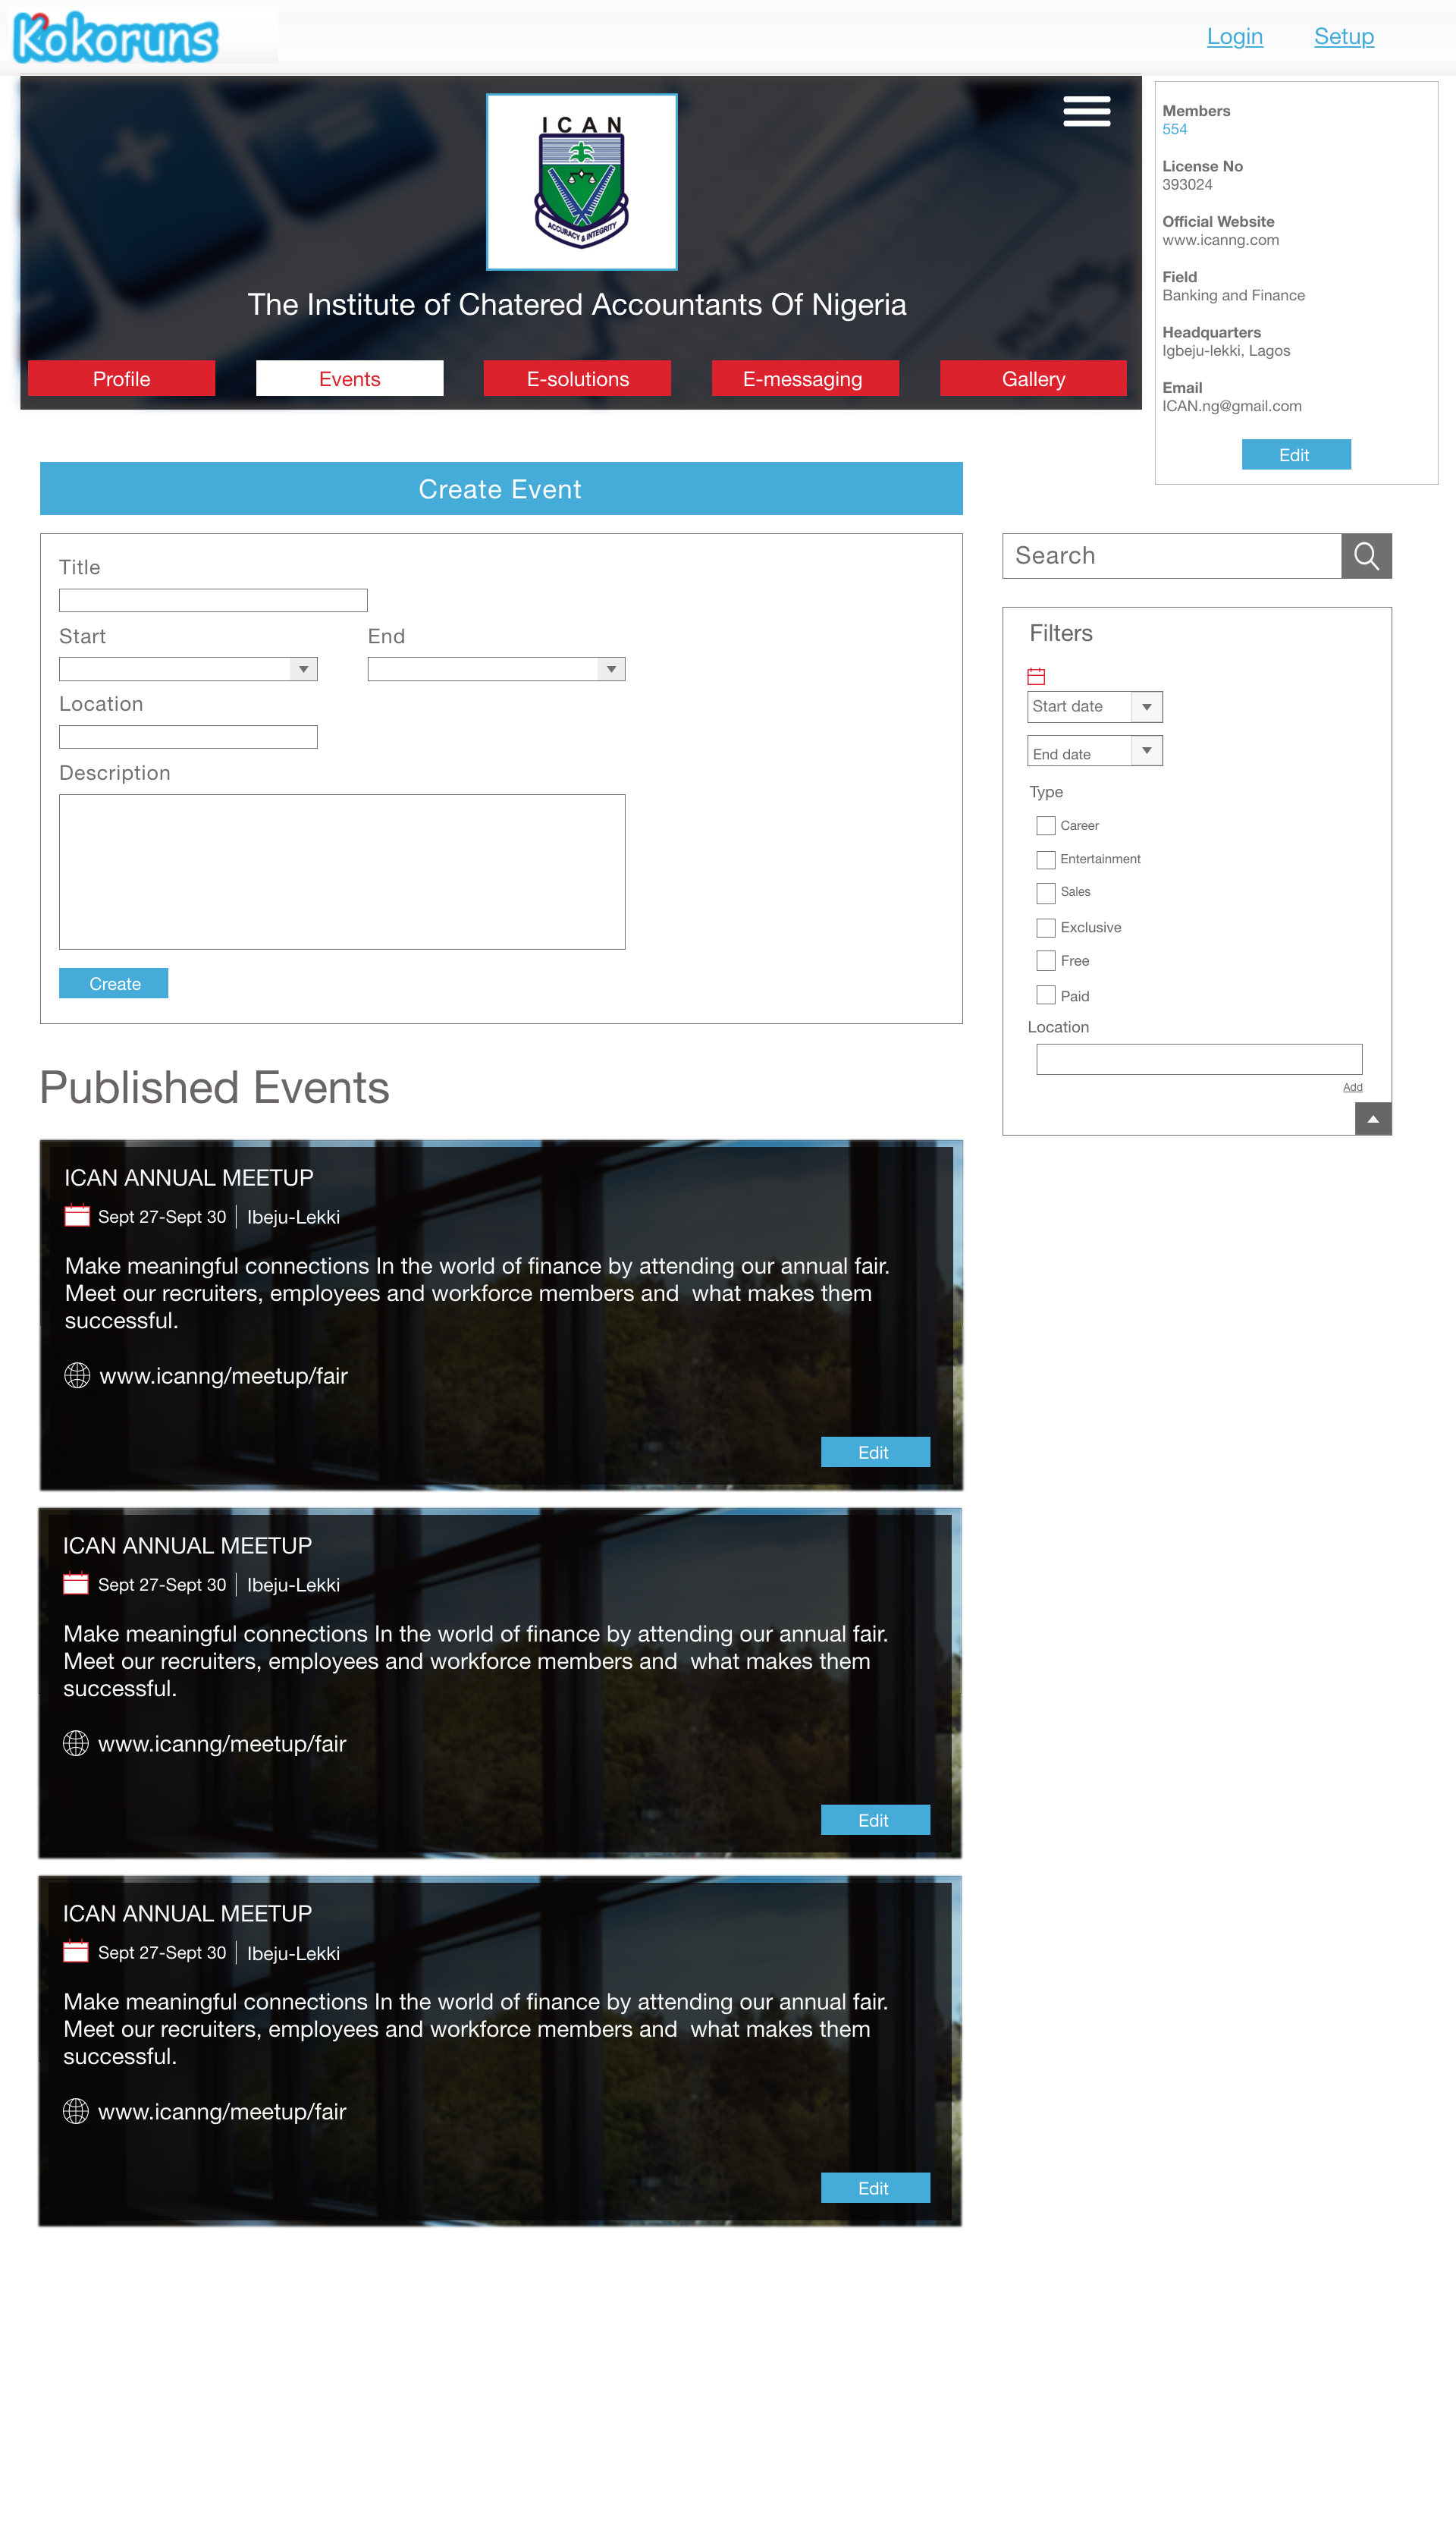 Kokoruns
Login
Setup
ICAN
ACCURACY & INTEGRITY
The Institute of Chatered Accountants Of Nigeria
Profile
Events
E-solutions
E-messaging
Gallery
Members
554
License No
393024
Official Website
www.icanng.com
Field
Banking and Finance
Headquarters
Igbeju-lekki, Lagos
Email
ICAN.ng@gmail.com
Edit
Create Event
Title
Start
End
Location
Description
Create
Search
Filters
Start date
End date
Type
Career
Entertainment
Sales
Exclusive
Free
Paid
Location
Add
Published Events
ICAN ANNUAL MEETUP
Sept 27-Sept 30 | Ibeju-Lekki
Make meaningful connections In the world of finance by attending our annual fair.
Meet our recruiters, employees and workforce members and  what makes them
successful.
www.icanng/meetup/fair
Edit
ICAN ANNUAL MEETUP
Sept 27-Sept 30 | Ibeju-Lekki
Make meaningful connections In the world of finance by attending our annual fair.
Meet our recruiters, employees and workforce members and  what makes them
successful.
www.icanng/meetup/fair
Edit
ICAN ANNUAL MEETUP
Sept 27-Sept 30 | Ibeju-Lekki
Make meaningful connections In the world of finance by attending our annual fair.
Meet our recruiters, employees and workforce members and  what makes them
successful.
www.icanng/meetup/fair
Edit